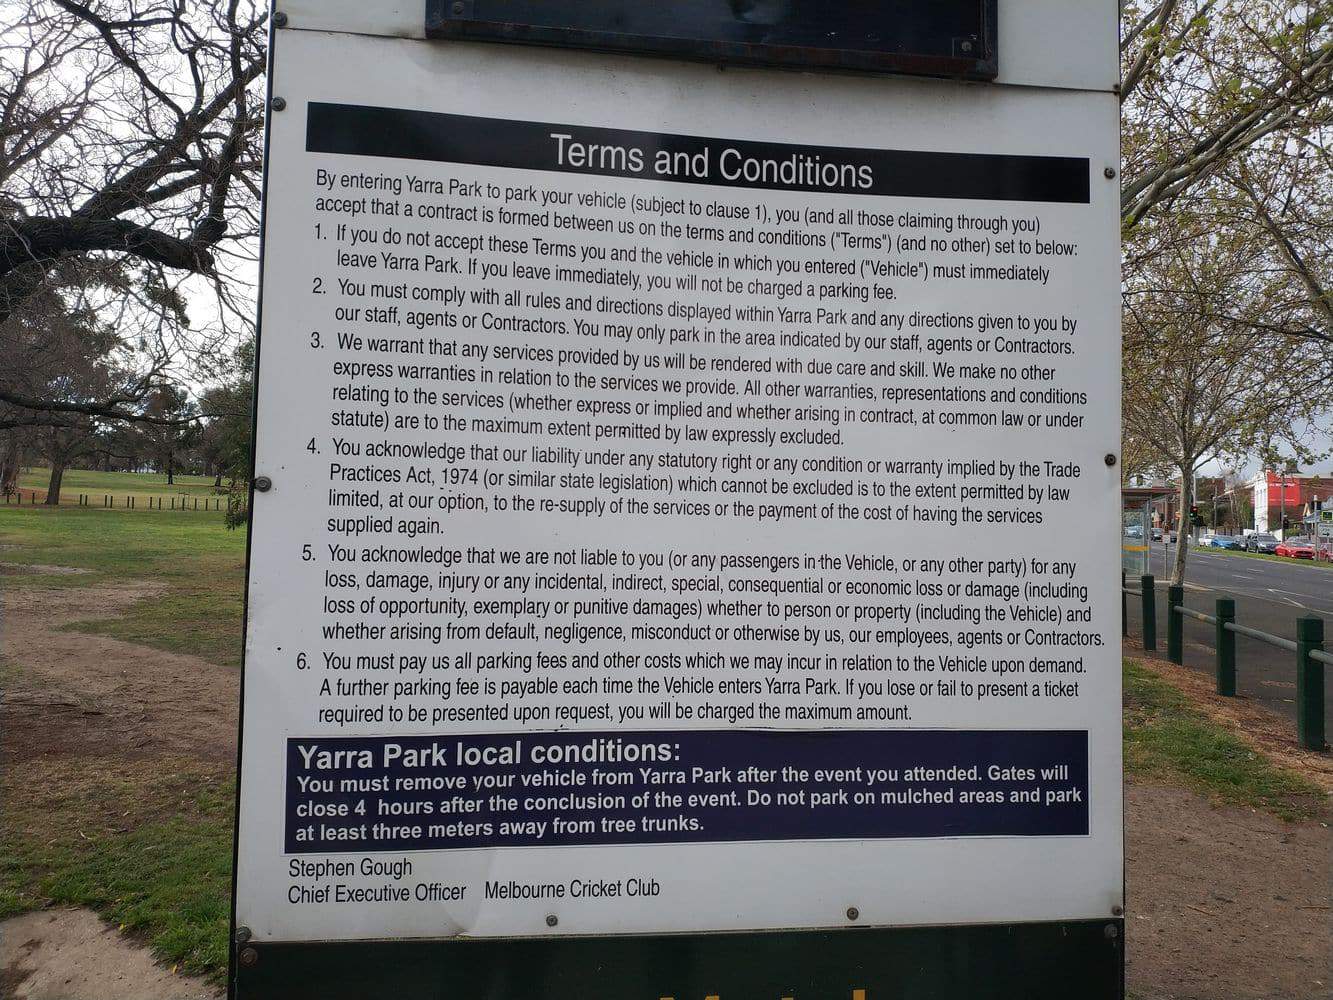 Terms and Conditions
By entering Yarra Park to park your vehicle (subject to clause 1), you (and all those claiming through you)
accept that a contract is formed between us on the terms and conditions ("Terms") (and no other) set to below:
1. If you do not accept these Terms you and the vehicle in which you entered ("Vehicle") must immediately
leave Yarra Park. If you leave immediately, you will not be charged a parking fee.
2. You must comply with all rules and directions displayed within Yarra Park and any directions given to you by
our staff, agents or Contractors. You may only park in the area indicated by our staff, agents or Contractors.
3. We warrant that any services provided by us will be rendered with due care and skill. We make no other
express warranties in relation to the services we provide. All other warranties, representations and conditions
relating to the services (whether express or implied and whether arising in contract, at common law or under
statute) are to the maximum extent permitted by law expressly excluded.
4. You acknowledge that our liability under any statutory right or any condition or warranty implied by the Trade
Practices Act, 1974 (or similar state legislation) which cannot be excluded is to the extent permitted by law
limited, at our option, to the re-supply of the services or the payment of the cost of having the services
supplied again.
5. You acknowledge that we are not liable to you (or any passengers in the Vehicle, or any other party) for any
loss, damage, injury or any incidental, indirect, special, consequential or economic loss or damage (including
loss of opportunity, exemplary or punitive damages) whether to person or property (including the Vehicle) and
whether arising from default, negligence, misconduct or otherwise by us, our employees, agents or Contractors.
6. You must pay us all parking fees and other costs which we may incur in relation to the Vehicle upon demand.
A further parking fee is payable each time the Vehicle enters Yarra Park. If you lose or fail to present a ticket
required to be presented upon request, you will be charged the maximum amount.
Yarra Park local conditions:
You must remove your vehicle from Yarra Park after the event you attended. Gates will
close 4 hours after the conclusion of the event. Do not park on mulched areas and park
at least three meters away from tree trunks.
Stephen Gough
Chief Executive Officer Melbourne Cricket Club